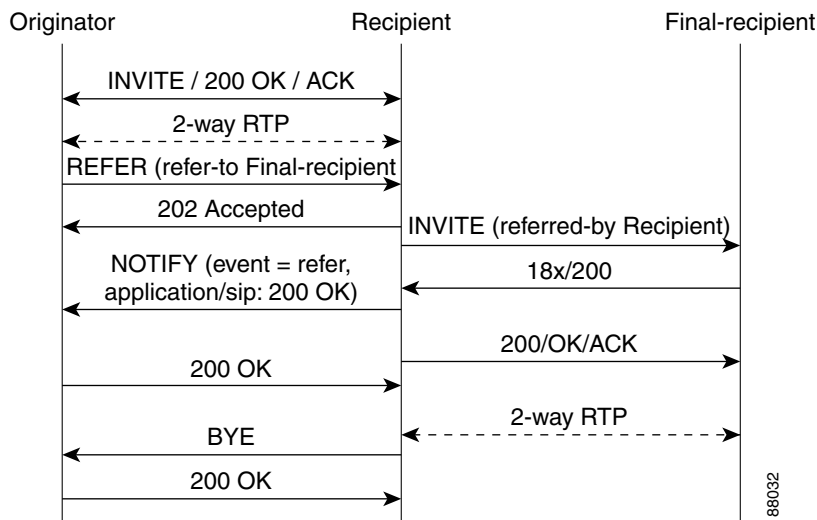 Originator
Recipient
Final-recipient
INVITE / 200 OK / ACK
2-way RTP
REFER (refer-to Final-recipient
202 Accepted
INVITE (referred-by Recipient)
NOTIFY (event = refer,
application/sip: 200 OK)
18x/200
200/OK/ACK
200 OK
2-way RTP
BYE
200 OK
88032